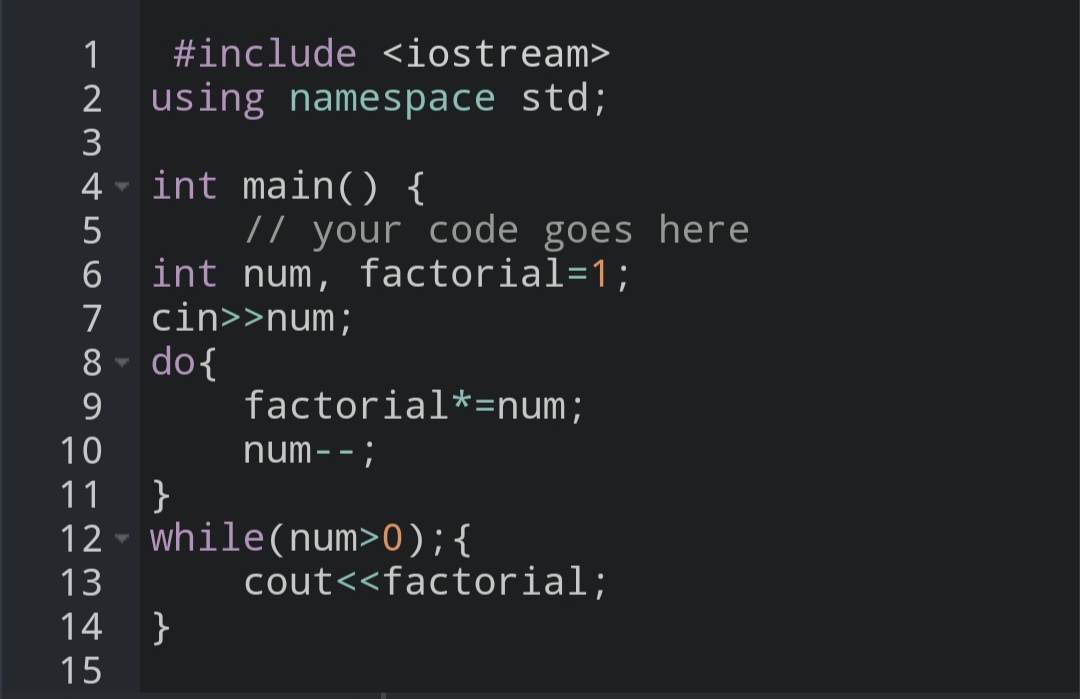 1 #include <iostream>
2 using namespace std;
3
4 int main() {
5 // your code goes here
6 int num, factorial=1;
7 cin>>num;
8 do{
9 factorial*=num;
10 num--;
11 }
12 while(num>0);{
13 cout<<factorial;
14 }
15